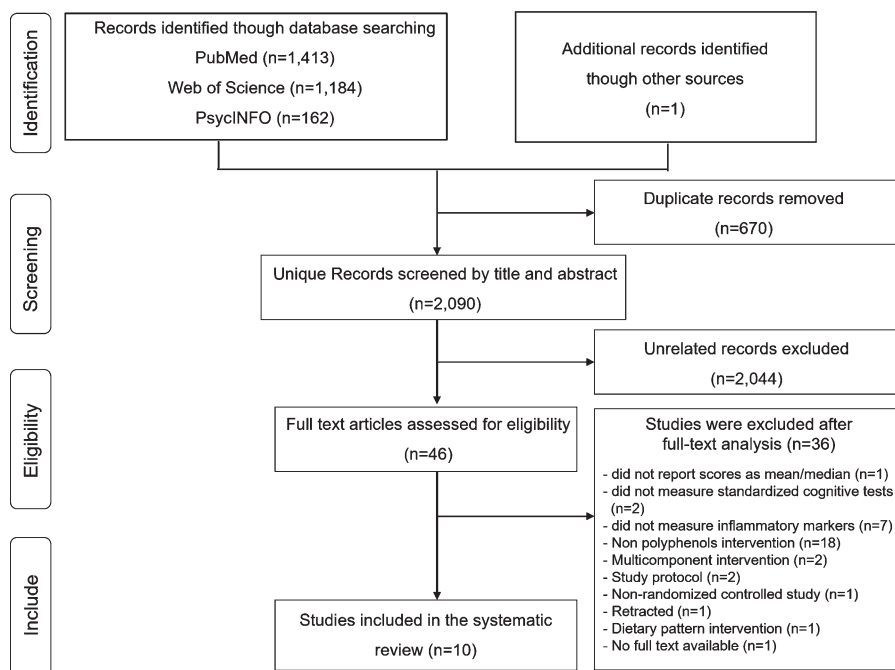 Identification
Records identified though database searching
PubMed (n=1,413)
Web of Science (n=1,184)
PsycINFO (n=162)
Additional records identified
though other sources
(n=1)
Screening
Duplicate records removed
(n=670)
Unique Records screened by title and abstract
(n=2,090)
Unrelated records excluded
(n=2,044)
Eligibility
Full text articles assessed for eligibility
(n=46)
Studies were excluded after
full-text analysis (n=36)
- did not report scores as mean/median (n=1)
- did not measure standardized cognitive tests
(n=2)
- did not measure inflammatory markers (n=7)
- Non polyphenols intervention (n=18)
- Multicomponent intervention (n=2)
- Study protocol (n=2)
- Non-randomized controlled study (n=1)
- Retracted (n=1)
- Dietary pattern intervention (n=1)
- No full text available (n=1)
Include
Studies included in the systematic
review (n=10)